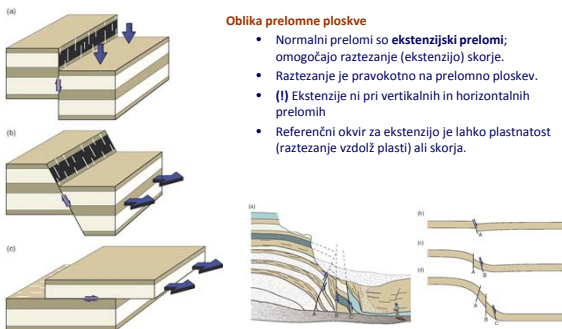 (a)
Oblika prelomne ploskve
• Normalni prelomi so ekstenzijski prelomi;
omogočajo raztezanje (ekstenzijo) skorje.
• Raztezanje je pravokotno na prelomno ploskev.
• (!) Ekstenzije ni pri vertikalnih in horizontalnih
prelomih
• Referenčni okvir za ekstenzijo je lahko plastnatost
(raztezanje vzdolž plasti) ali skorja.
(b)
(c)
(a)
A
B
C
(b)
A
(c)
A
B
(d)
A
B
C